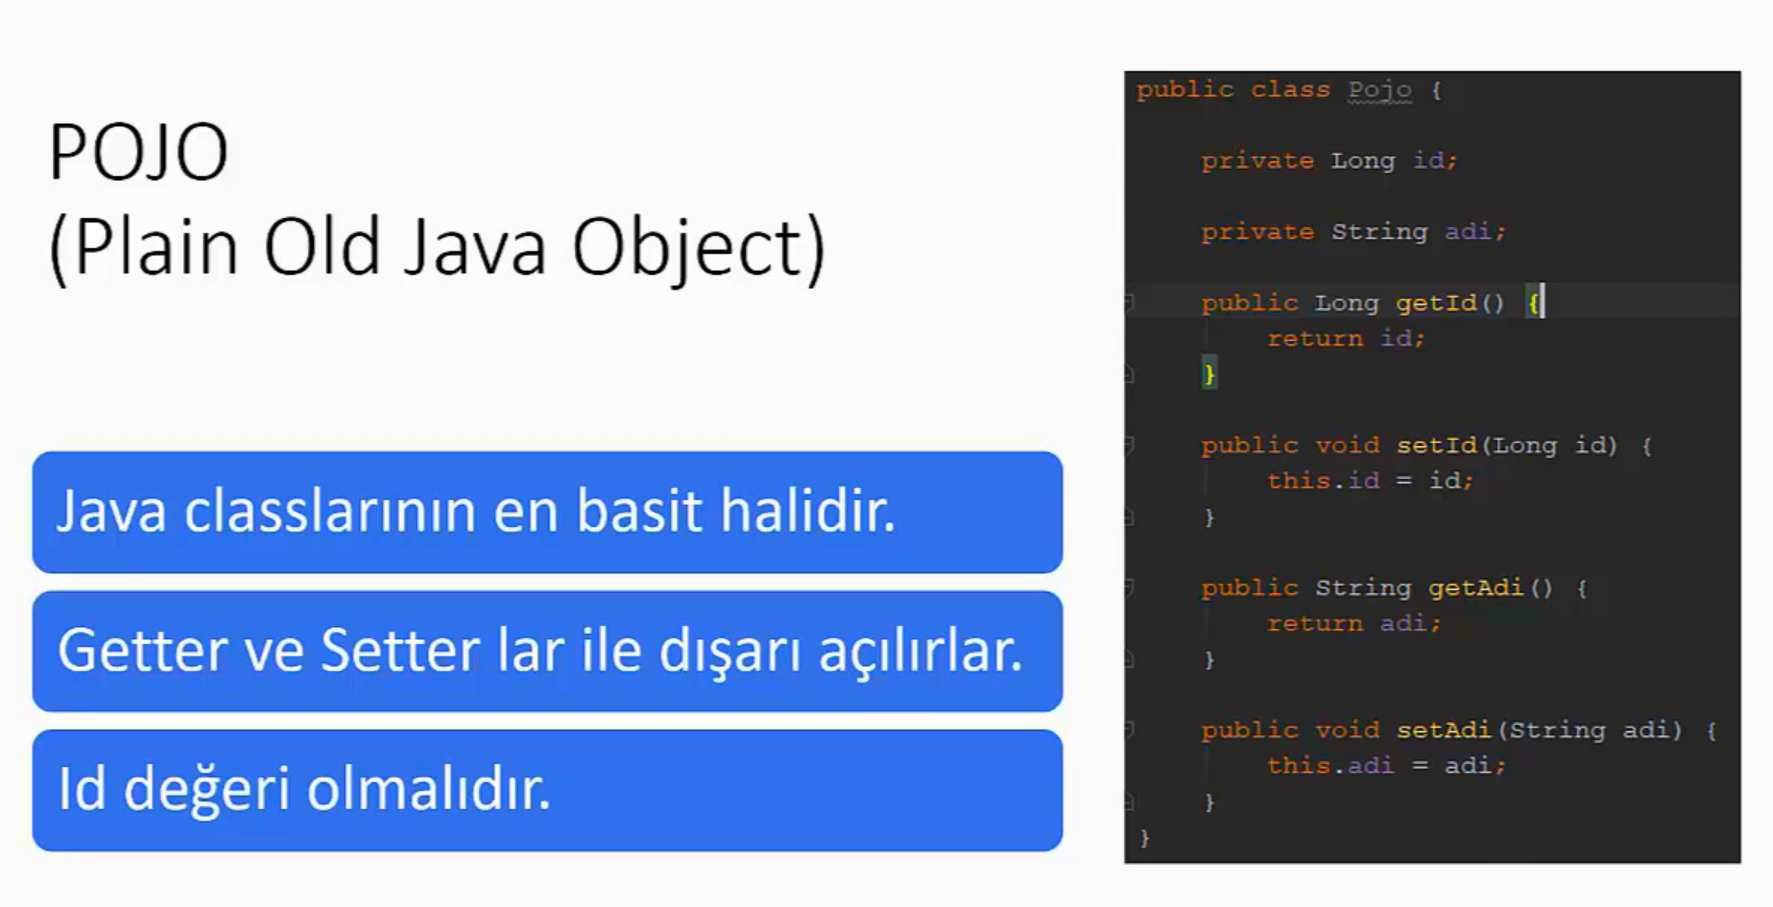 POJO
(Plain Old Java Object)
Java classlarının en basit halidir.
Getter ve Setter lar ile dışarı açılırlar.
Id değeri olmalıdır.
public class Pojo {
private Long id;
private String adi;
public Long getId() {
return id;
}
public void setId(Long id) {
this.id = id;
}
public String getAdi() {
return adi;
}
public void setAdi(String adi) {
this.adi = adi;
}
}